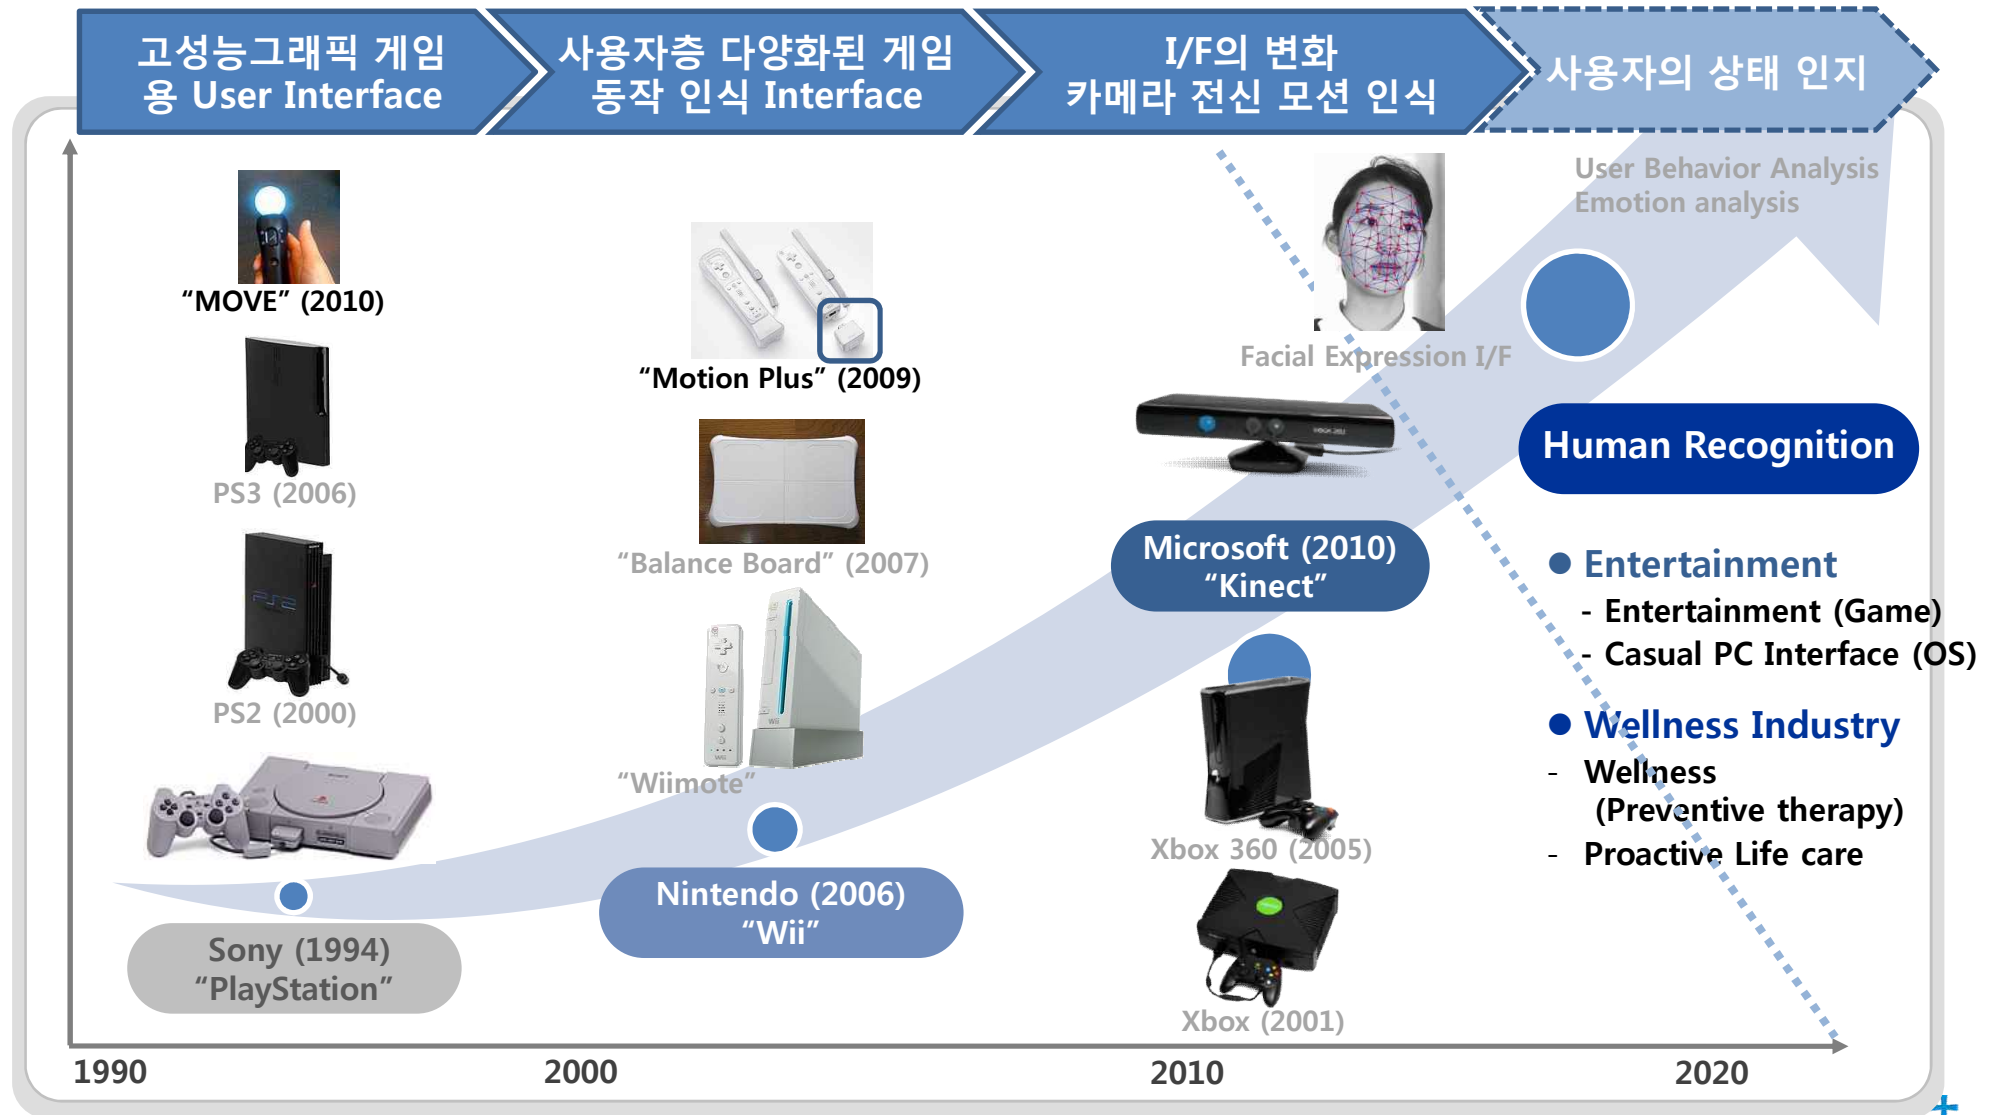 고성능그래픽 게임
용 User Interface
사용자층 다양화된 게임
동작 인식 Interface
I/F의 변화
카메라 전신 모션 인식
사용자의 상태 인지
“MOVE” (2010)
PS3 (2006)
PS2 (2000)
Sony (1994)
“PlayStation”
“Motion Plus” (2009)
“Balance Board” (2007)
Wii
“Wiimote”
Nintendo (2006)
“Wii”
Facial Expression I/F
XBOX 360
Microsoft (2010)
“Kinect”
Xbox 360 (2005)
Xbox (2001)
User Behavior Analysis
Emotion analysis
Human Recognition
● Entertainment
- Entertainment (Game)
- Casual PC Interface (OS)
● Wellness Industry
- Wellness
(Preventive therapy)
- Proactive Life care
1990
2000
2010
2020